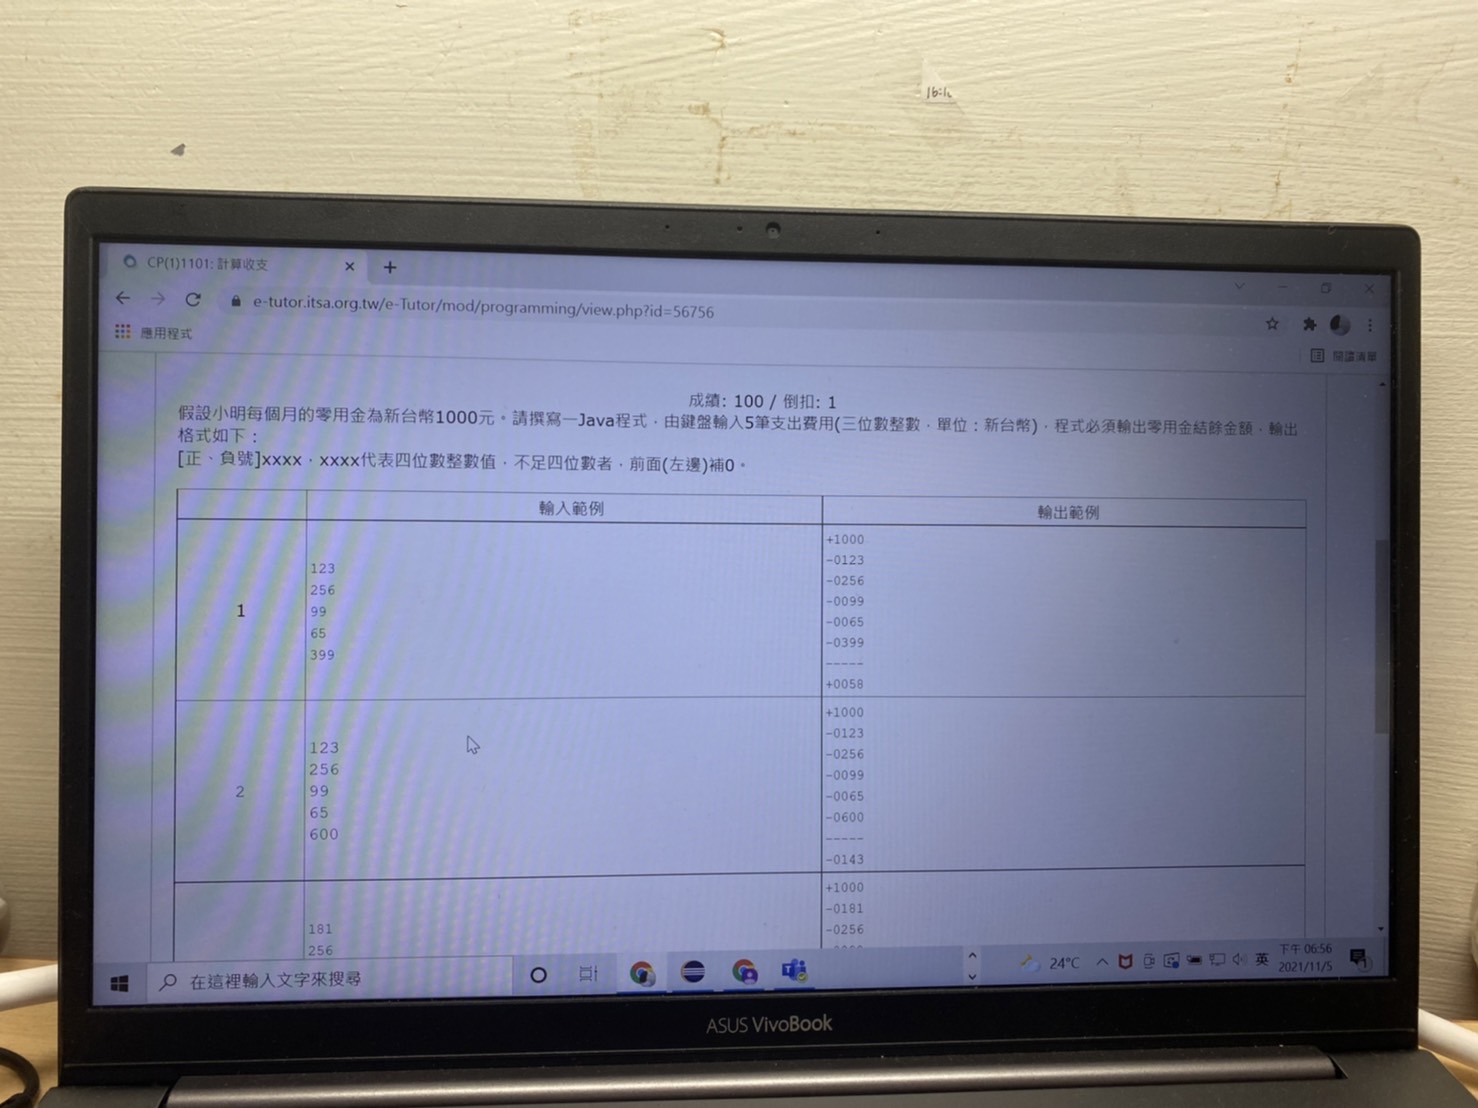 16:1
CP(1)1101: 計算收支
e-tutor.itsa.org.tw/e-Tutor/mod/programming/view.php?id=56756
應用程式
閱讀清單
成績: 100 / 倒扣: 1
假設小明每個月的零用金為新台幣1000元。請撰寫一Java程式，由鍵盤輸入5筆支出費用(三位數整數，單位：新台幣)，程式必須輸出零用金結餘金額，輸出
格式如下：
[正、負號]xxxx，xxxx代表四位數整數值，不足四位數者，前面(左邊)補0。
輸入範例 輸出範例
1
123
256
99
65
399
+1000
-0123
-0256
-0099
-0065
-0399
-----
+0058
2
123
256
99
65
600
+1000
-0123
-0256
-0099
-0065
-0600
-----
-0143
181
256
+1000
-0181
-0256
在這裡輸入文字來搜尋
24°C
英
下午 06:56
2021/11/5
1
ASUS VivoBook